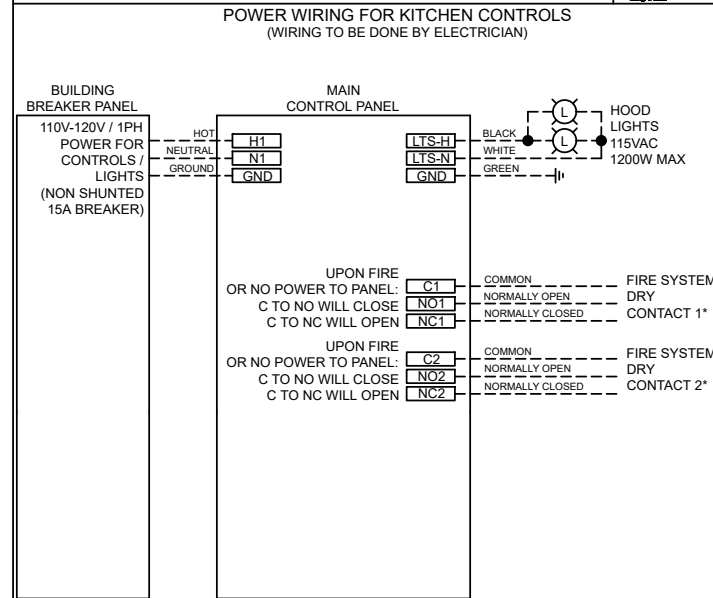 POWER WIRING FOR KITCHEN CONTROLS
(WIRING TO BE DONE BY ELECTRICIAN)
BUILDING
BREAKER PANEL
110V-120V / 1PH
POWER FOR
CONTROLS /
LIGHTS
(NON SHUNTED
15A BREAKER)
HOT
NEUTRAL
GROUND
MAIN
CONTROL PANEL
H1
N1
GND
LTS-H
LTS-N
GND
BLACK
WHITE
GREEN
L
L
HOOD
LIGHTS
115VAC
1200W MAX
UPON FIRE
OR NO POWER TO PANEL:
C TO NO WILL CLOSE
C TO NC WILL OPEN
C1
NO1
NC1
COMMON
NORMALLY OPEN
NORMALLY CLOSED
FIRE SYSTEM
DRY
CONTACT 1*
UPON FIRE
OR NO POWER TO PANEL:
C TO NO WILL CLOSE
C TO NC WILL OPEN
C2
NO2
NC2
COMMON
NORMALLY OPEN
NORMALLY CLOSED
FIRE SYSTEM
DRY
CONTACT 2*